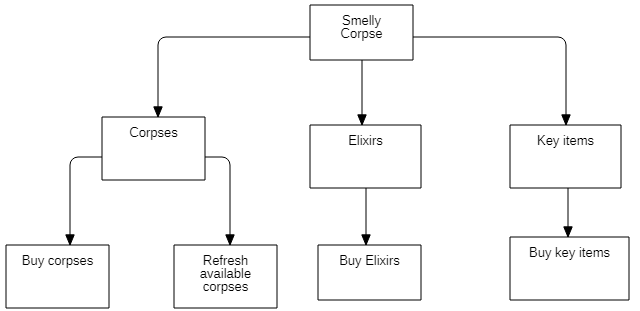 Smelly
Corpse
Corpses
Elixirs
Key items
Buy corpses
Refresh
available
corpses
Buy Elixirs
Buy key items